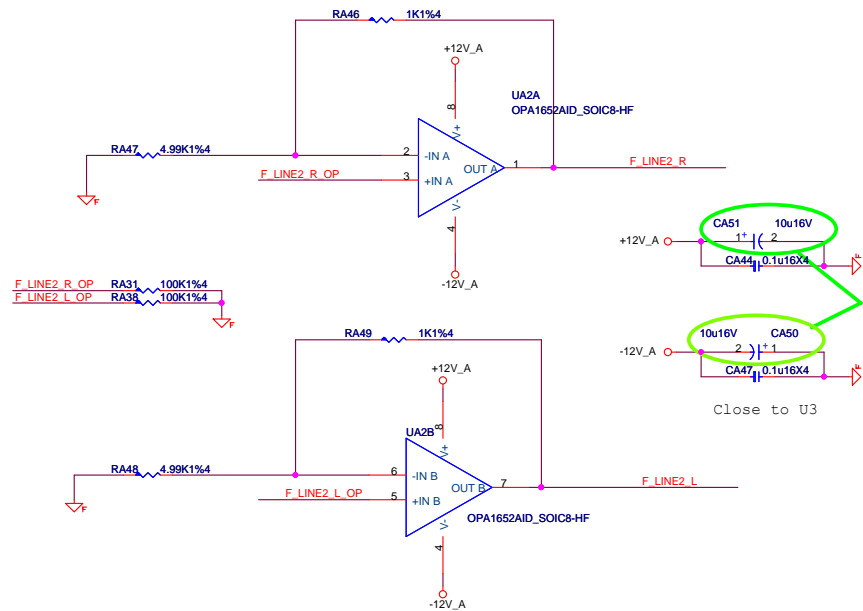 RA46 1K1%4
+12V_A
UA2A
OPA1652AID_SOIC8-HF
8
V+
RA47 4.99K1%4
2 -IN A
OUT A 1
F_LINE2_R
F_LINE2_R_OP
3 +IN A
F
V-
4
-12V_A
CA51 10u16V
+12V_A
1 + 2
CA44 0.1u16X4
F
F_LINE2_R_OP RA31 100K1%4
F_LINE2_L_OP RA38 100K1%4
F
RA49 1K1%4
10u16V CA50
-12V_A
2 + 1
CA47 0.1u16X4
F
Close to U3
+12V_A
8
UA2B
V+
RA48 4.99K1%4
6 -IN B
OUT B 7
F_LINE2_L
F_LINE2_L_OP
5 +IN B
F
OPA1652AID_SOIC8-HF
V-
4
-12V_A